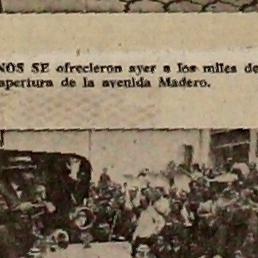 NOS SE ofrecieron ayer a los miles de
apertura de la avenida Madero.